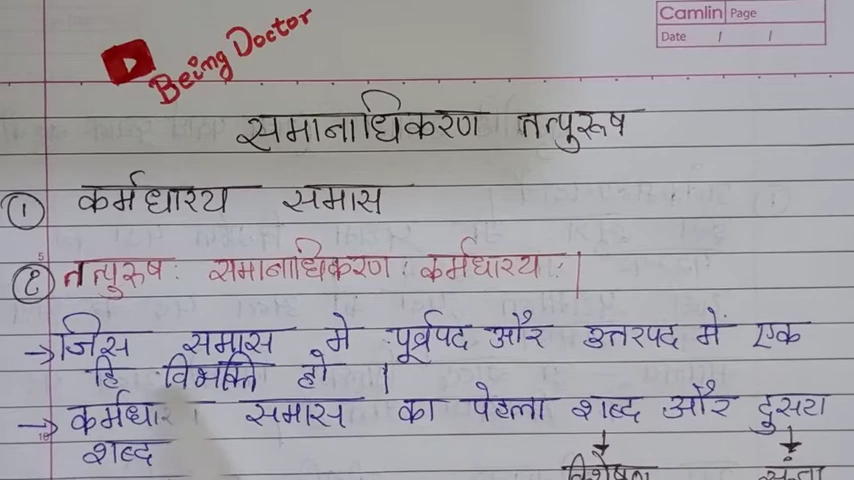 Camlin Page
Date / /
Being Doctor
समानाधिकरण तत्पुरूष
① कर्मधारय समास
② तत्पुरूषः समानाधिकरणः कर्मधारयः।
→ जिस समास मे पूर्वपद और उत्तरपद में एक
हि विभक्ति हो।
→ कर्मधार समास का पेहला शब्द और दुसरा
शब्द
विशेषण संज्ञा